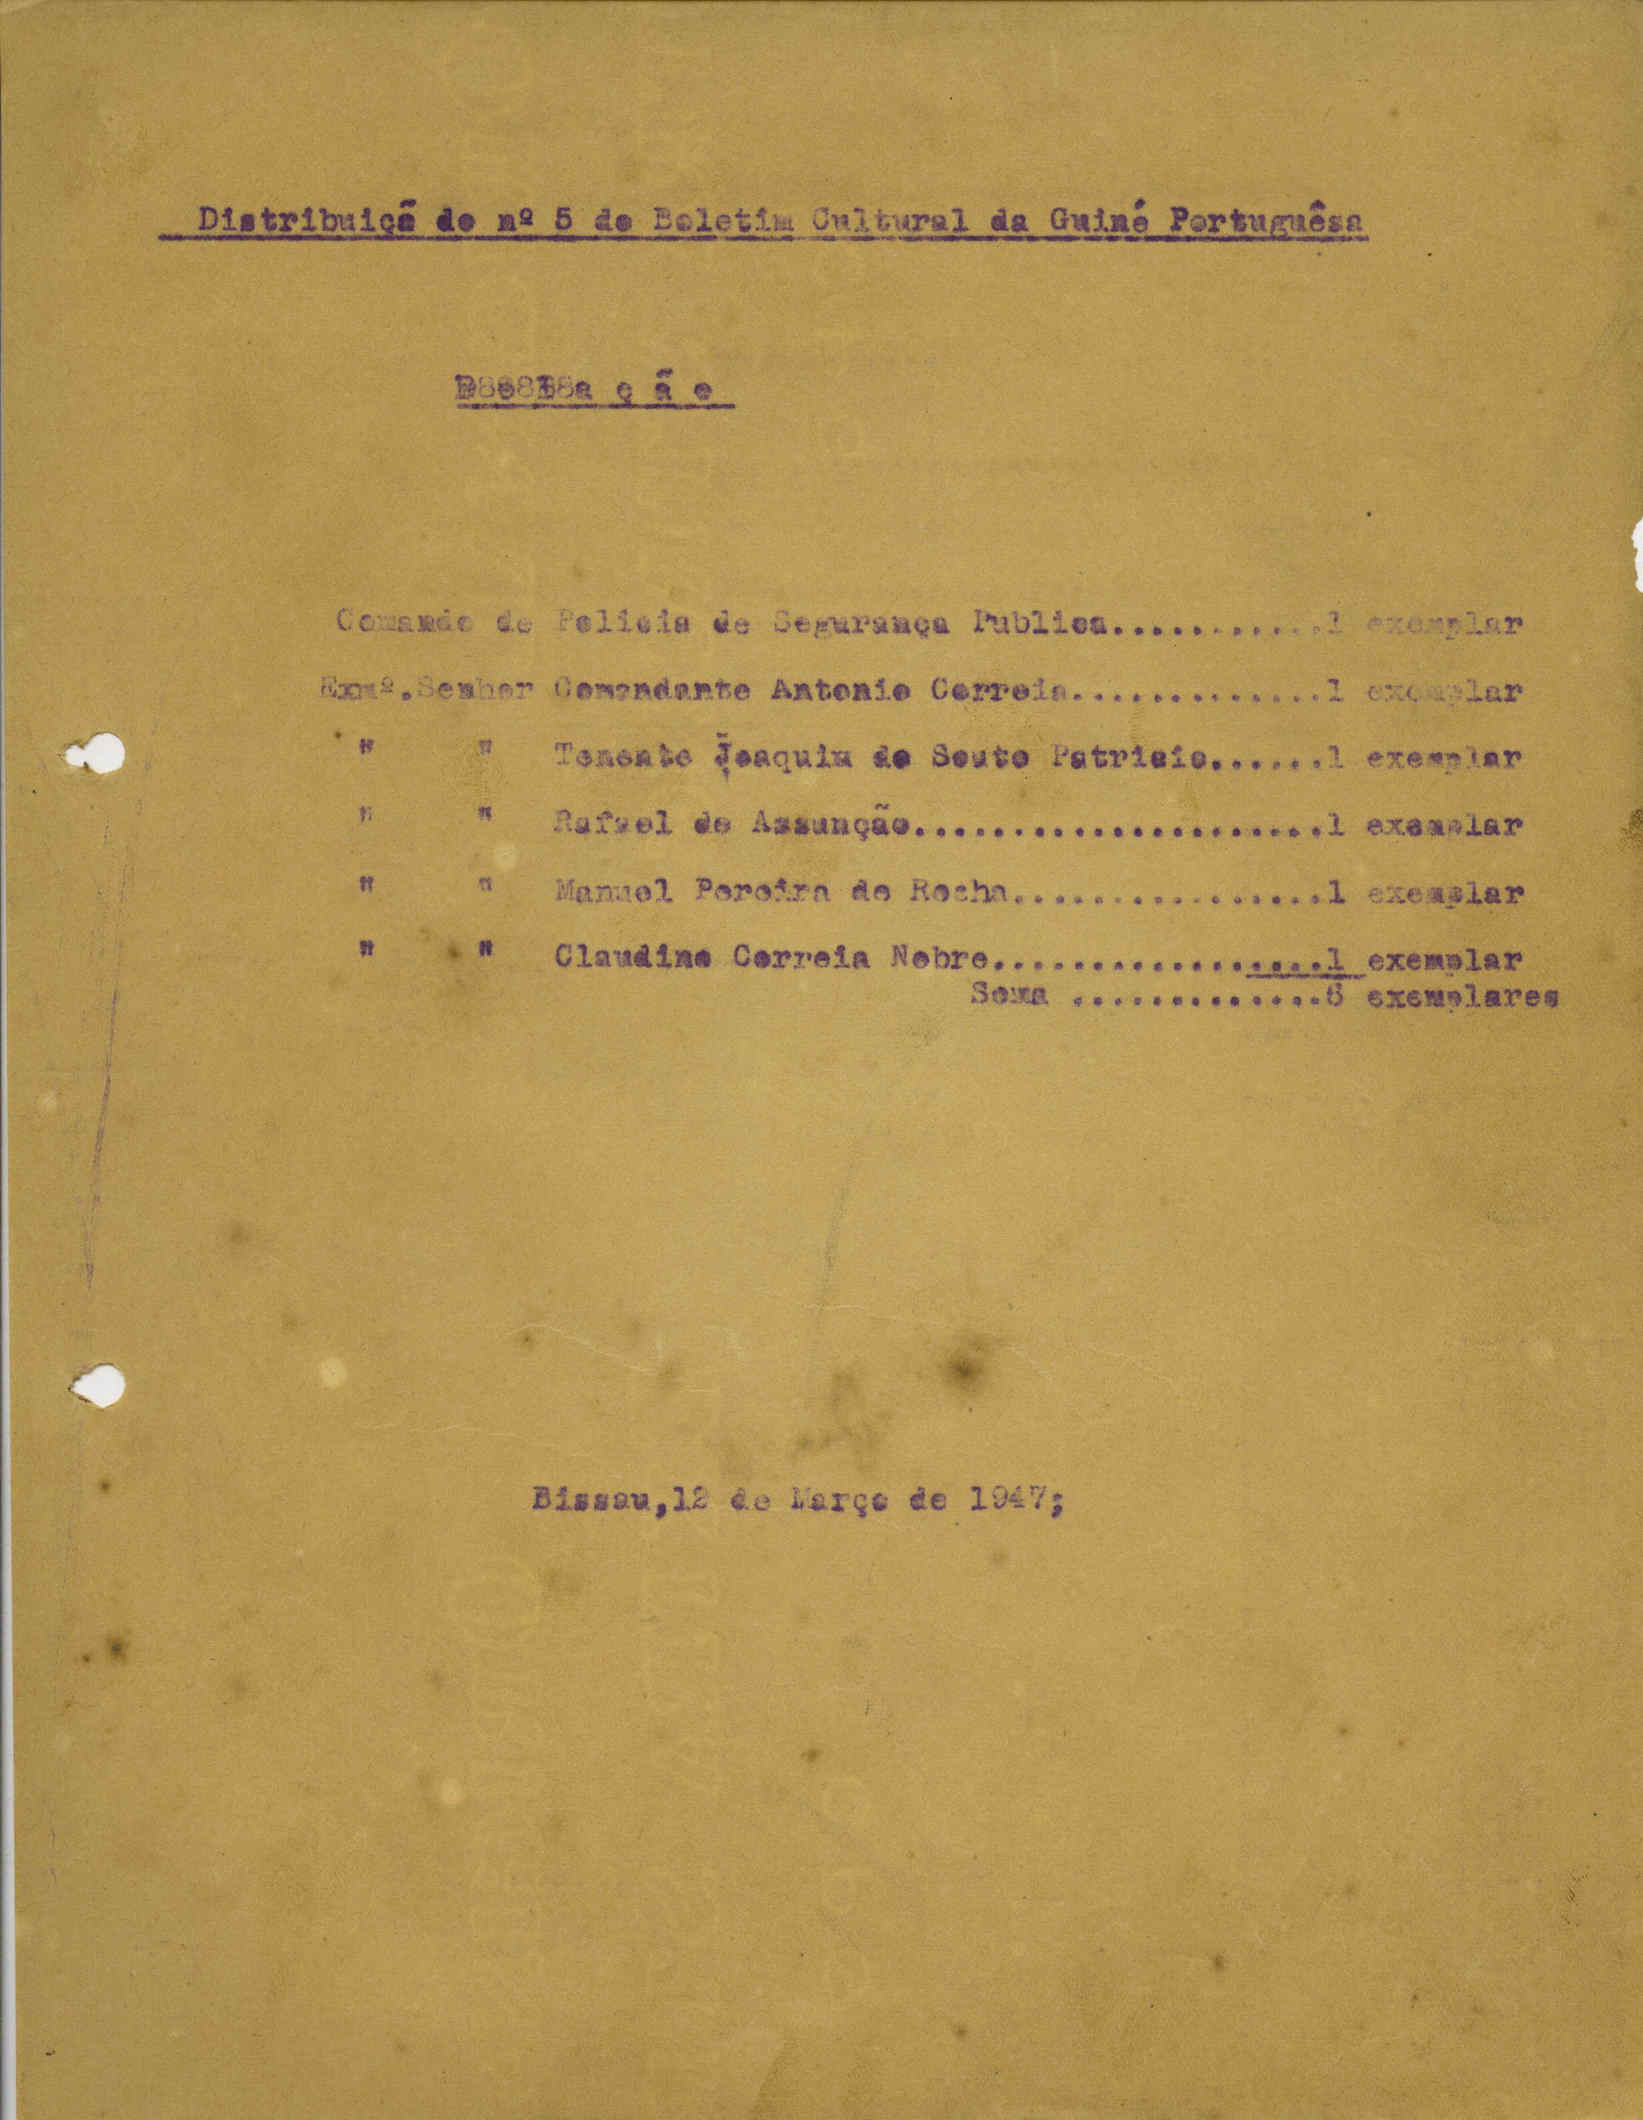 Distribuiçã do nº 5 do Boletim Cultural da Guiné Portuguêsa
a ç ã o
Comando de Policia de Segurança Publica...........1 exemplar
Exmº.Senhor Comandante Antonio Correia.............1 exemplar
" " Tenente Joaquim do Souto Patricio......1 exemplar
" " Rafael de Assunção.....................1 exemplar
" " Manuel Pereira de Rocha................1 exemplar
" " Claudino Correia Nobre.................1 exemplar
Soma .............6 exemplares
Bissau,12 de Março de 1947;